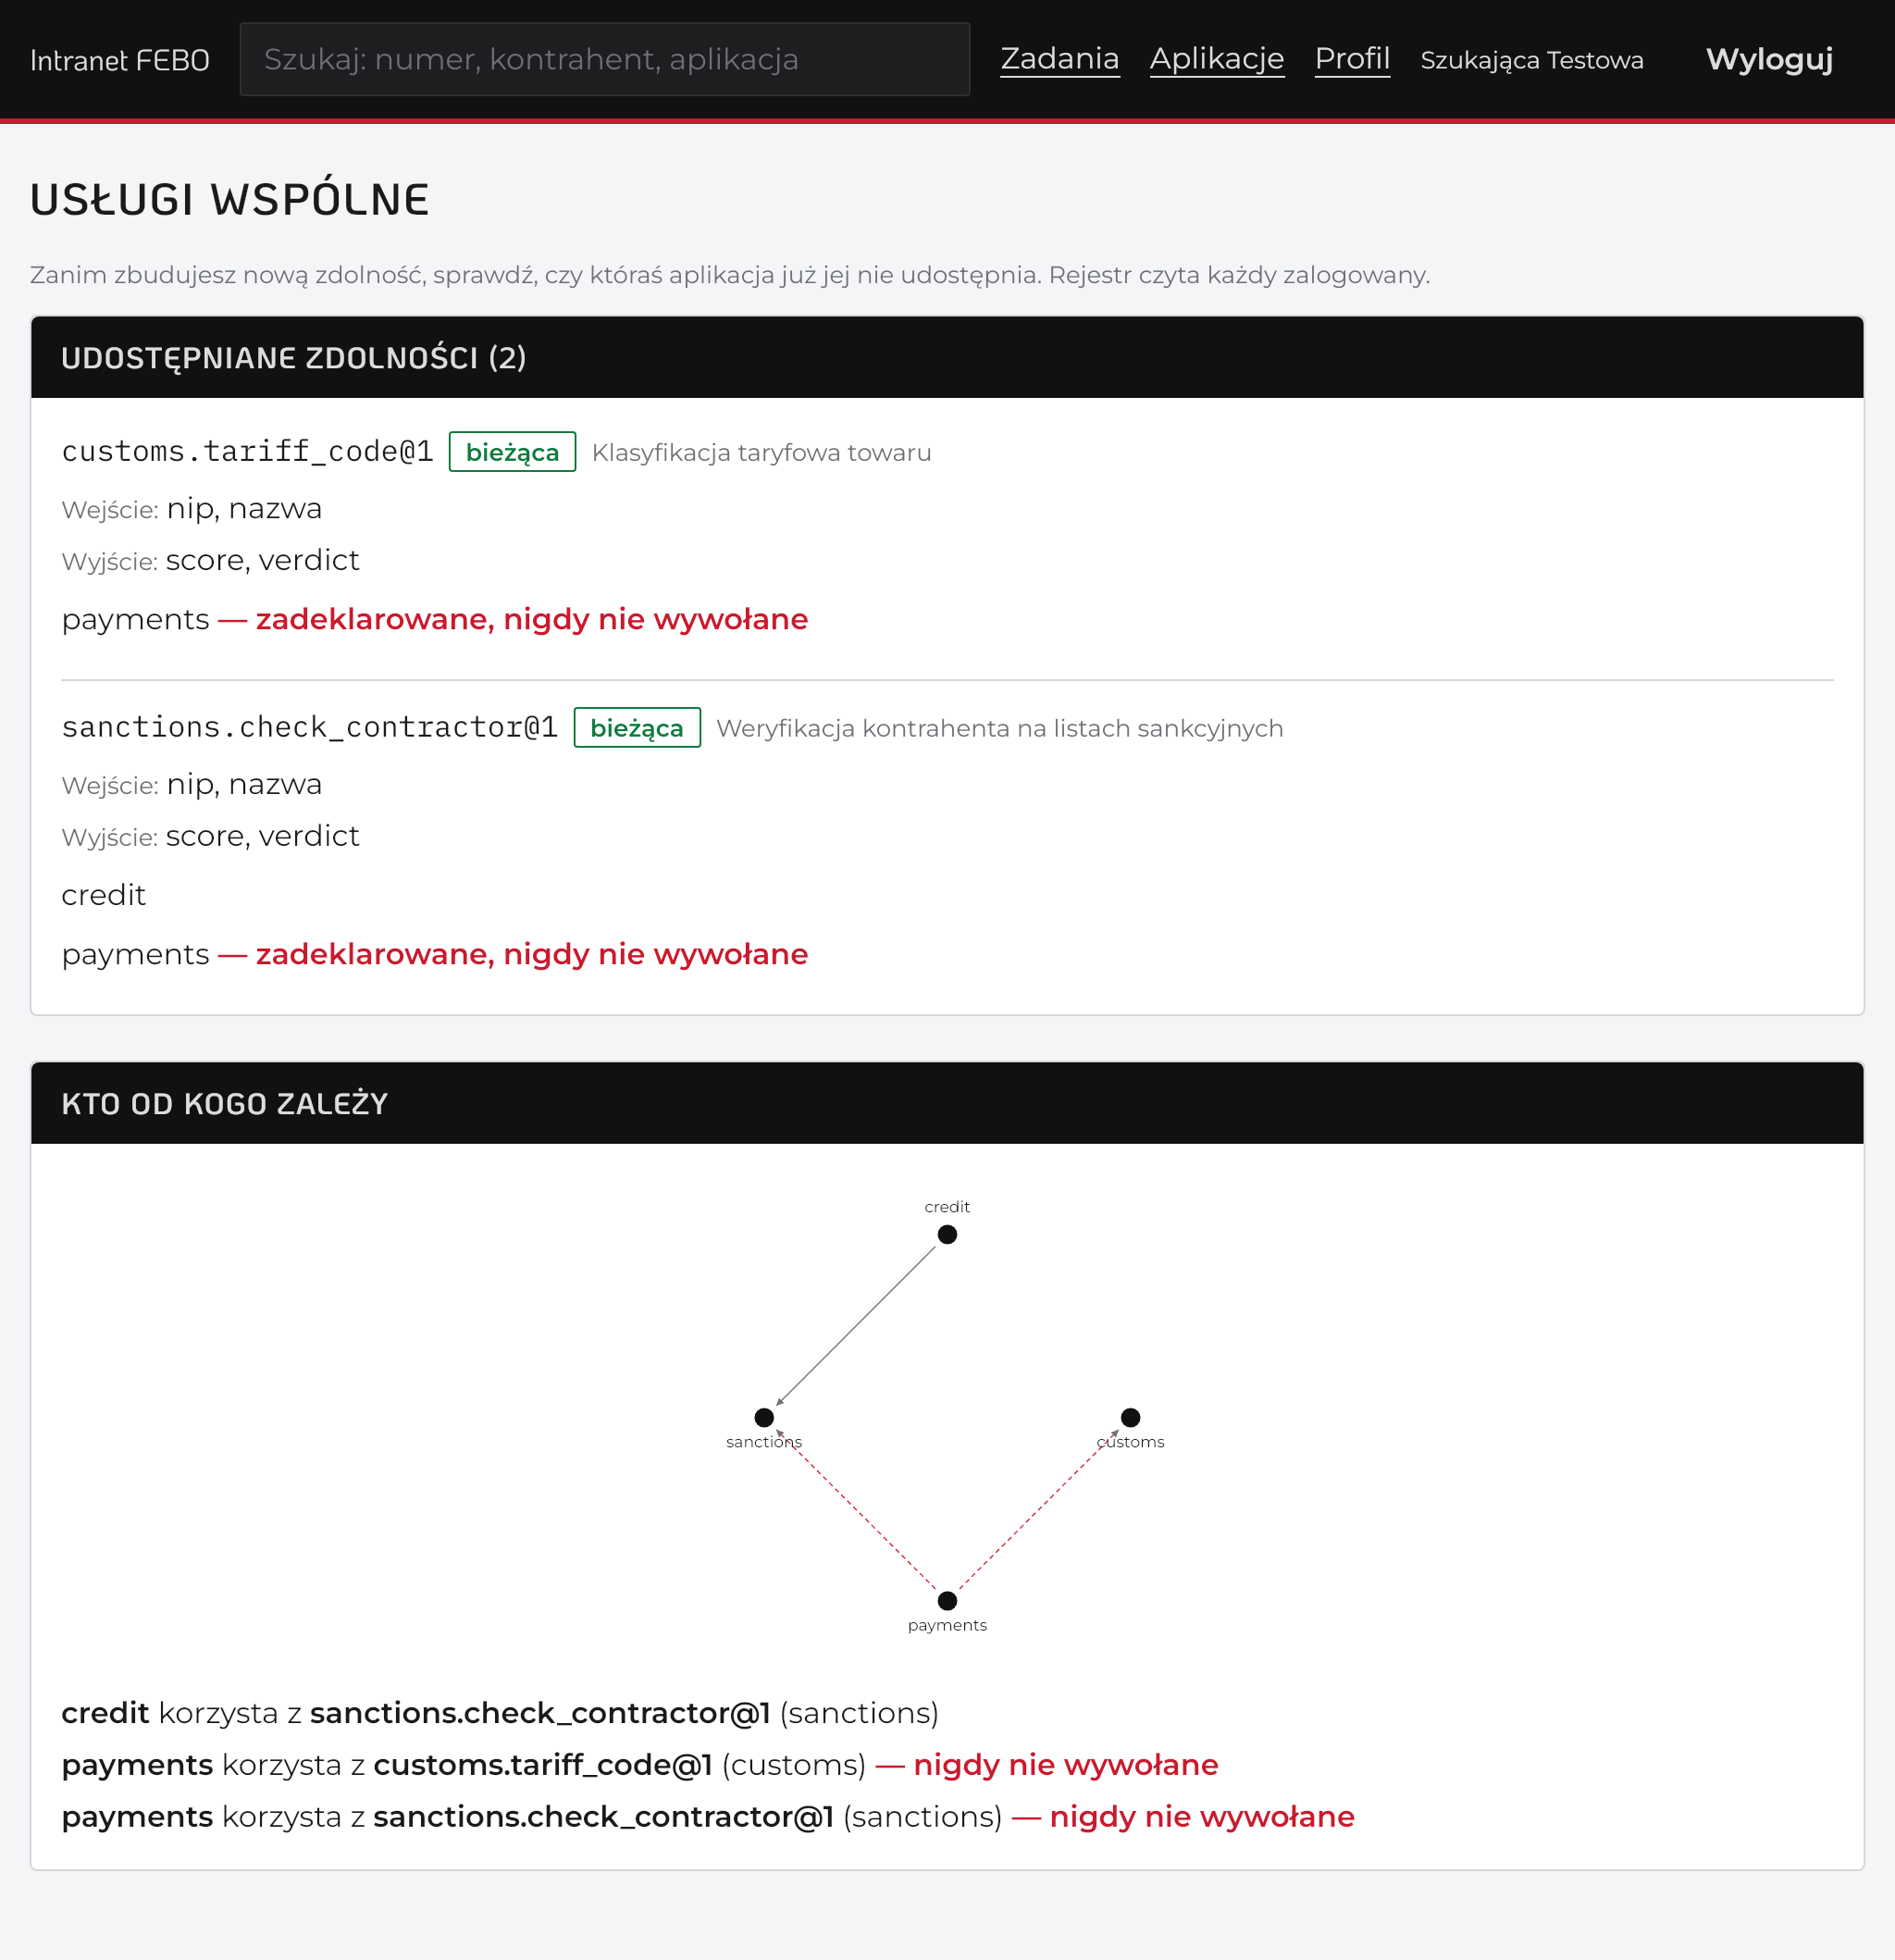 Intranet FEBO Szukaj: numer, kontrahent, aplikacja Zadania Aplikacje Profil Szukająca Testowa Wyloguj
USŁUGI WSPÓLNE
Zanim zbudujesz nową zdolność, sprawdź, czy któraś aplikacja już jej nie udostępnia. Rejestr czyta każdy zalogowany.
UDOSTĘPNIANE ZDOLNOŚCI (2)
customs.tariff_code@1 bieżąca Klasyfikacja taryfowa towaru
Wejście: nip, nazwa
Wyjście: score, verdict
payments — zadeklarowane, nigdy nie wywołane
sanctions.check_contractor@1 bieżąca Weryfikacja kontrahenta na listach sankcyjnych
Wejście: nip, nazwa
Wyjście: score, verdict
credit
payments — zadeklarowane, nigdy nie wywołane
KTO OD KOGO ZALEŻY
credit
sanctions customs
payments
credit korzysta z sanctions.check_contractor@1 (sanctions)
payments korzysta z customs.tariff_code@1 (customs) — nigdy nie wywołane
payments korzysta z sanctions.check_contractor@1 (sanctions) — nigdy nie wywołane